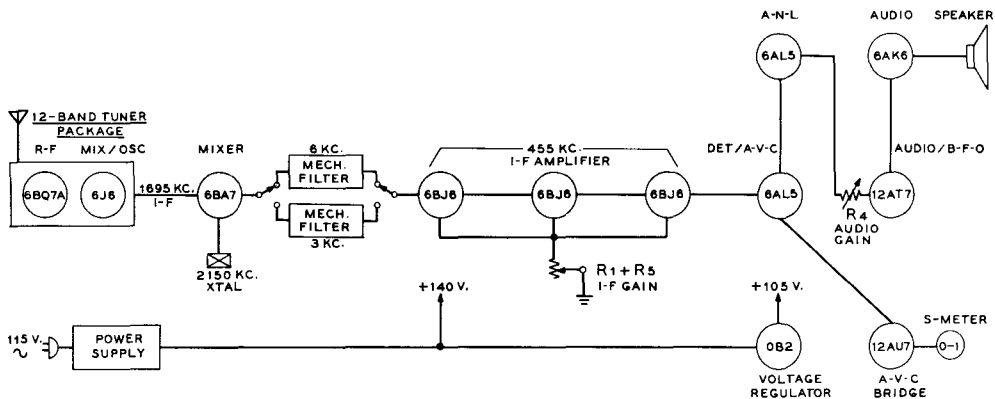 A-N-L
AUDIO
SPEAKER
6AL5
6AK6
12-BAND TUNER
PACKAGE
R-F
MIX/OSC
MIXER
6 KC.
MECH.
FILTER
455 KC.
I-F AMPLIFIER
DET/A-V-C
AUDIO/B-F-O
6BQ7A
6J6
1695 KC.
I-F
6BA7
6BJ6
6BJ6
6BJ6
6AL5
12AT7
MECH.
FILTER
3 KC.
R4
AUDIO
GAIN
2150 KC.
XTAL
R1+R5
I-F GAIN
+140 V.
+105 V.
S-METER
115 V.
~
POWER
SUPPLY
OB2
12AU7
0-1
VOLTAGE
REGULATOR
A-V-C
BRIDGE